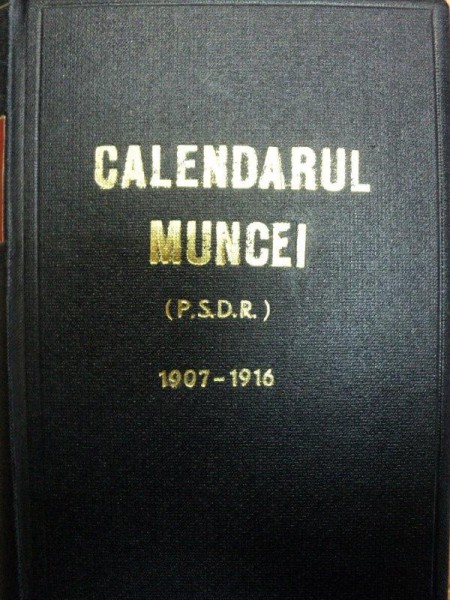 CALENDARUL
MUNCEI
(P.S.D.R.)
1907-1916